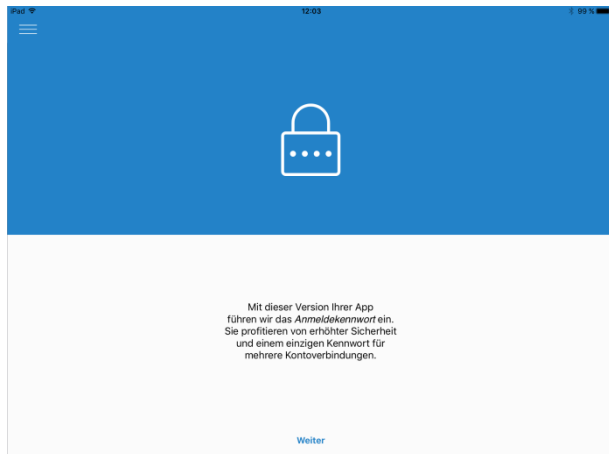 iPad 12:03 99 %
Mit dieser Version Ihrer App
führen wir das Anmeldekennwort ein.
Sie profitieren von erhöhter Sicherheit
und einem einzigen Kennwort für
mehrere Kontoverbindungen.
Weiter